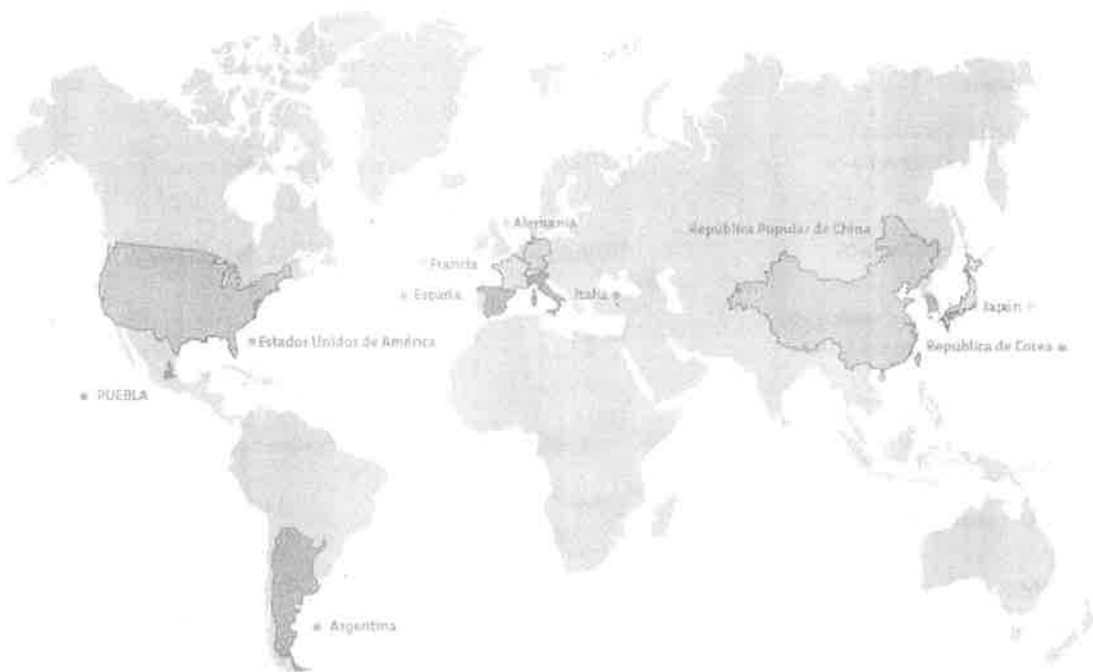 Alemania
República Popular de China
Francia
España
Italia
Japón
Estados Unidos de América
República de Corea
PUEBLA
Argentina